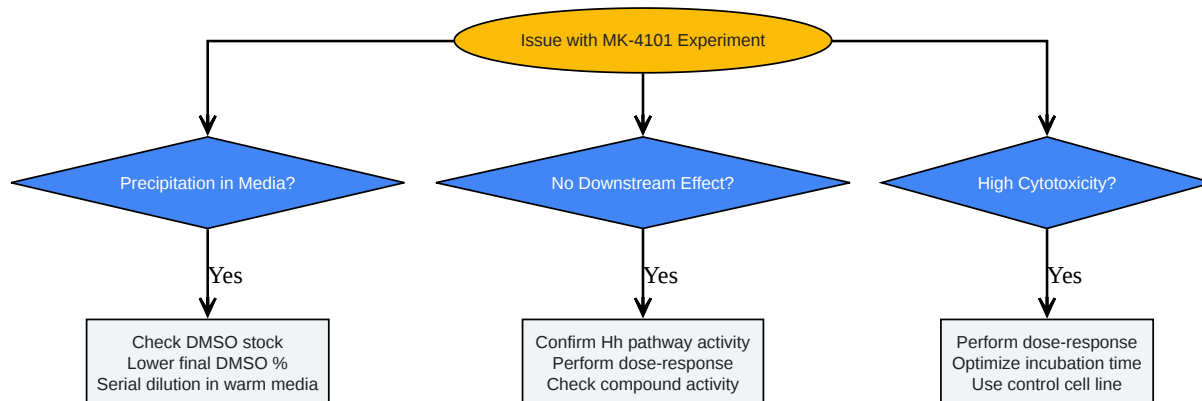 Issue with MK-4101 Experiment
Precipitation in Media?
No Downstream Effect?
High Cytotoxicity?
Yes
Yes
Yes
Check DMSO stock
Lower final DMSO %
Serial dilution in warm media
Confirm Hh pathway activity
Perform dose-response
Check compound activity
Perform dose-response
Optimize incubation time
Use control cell line